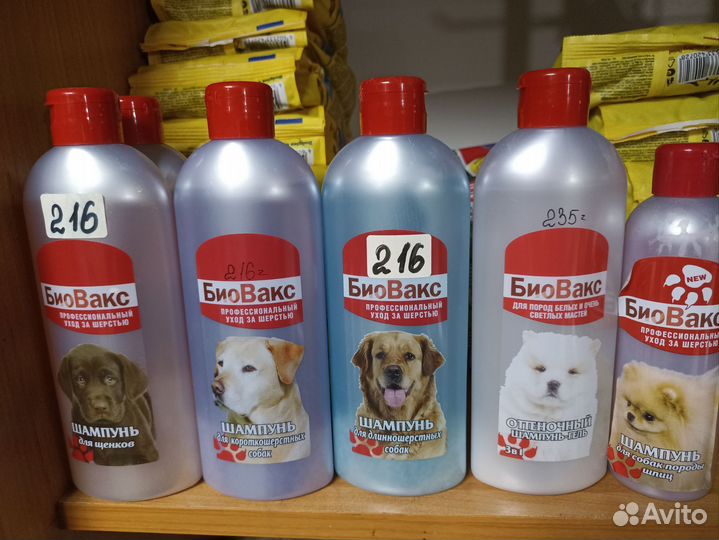 216
БиоВакс
ПРОФЕССИОНАЛЬНЫЙ
УХОД ЗА ШЕРСТЬЮ
ШАМПУНЬ
для щенков
216=
БиоВакс
ПРОФЕССИОНАЛЬНЫЙ
УХОД ЗА ШЕРСТЬЮ
ШАМПУНЬ
для короткошерстных
собак
216
БиоВакс
ПРОФЕССИОНАЛЬНЫЙ
УХОД ЗА ШЕРСТЬЮ
ШАМПУНЬ
для длинношерстных
собак
235=
БиоВакс
ДЛЯ ПОРОД БЕЛЫХ И ОЧЕНЬ
СВЕТЛЫХ МАСТЕЙ
ОТТЕНОЧНЫЙ
ШАМПУНЬ-ГЕЛЬ
3в1
NEW
БиоВакс
ПРОФЕССИОНАЛЬНЫЙ
УХОД ЗА ШЕРСТЬЮ
ШАМПУНЬ
для собак породы
шпиц
Avito